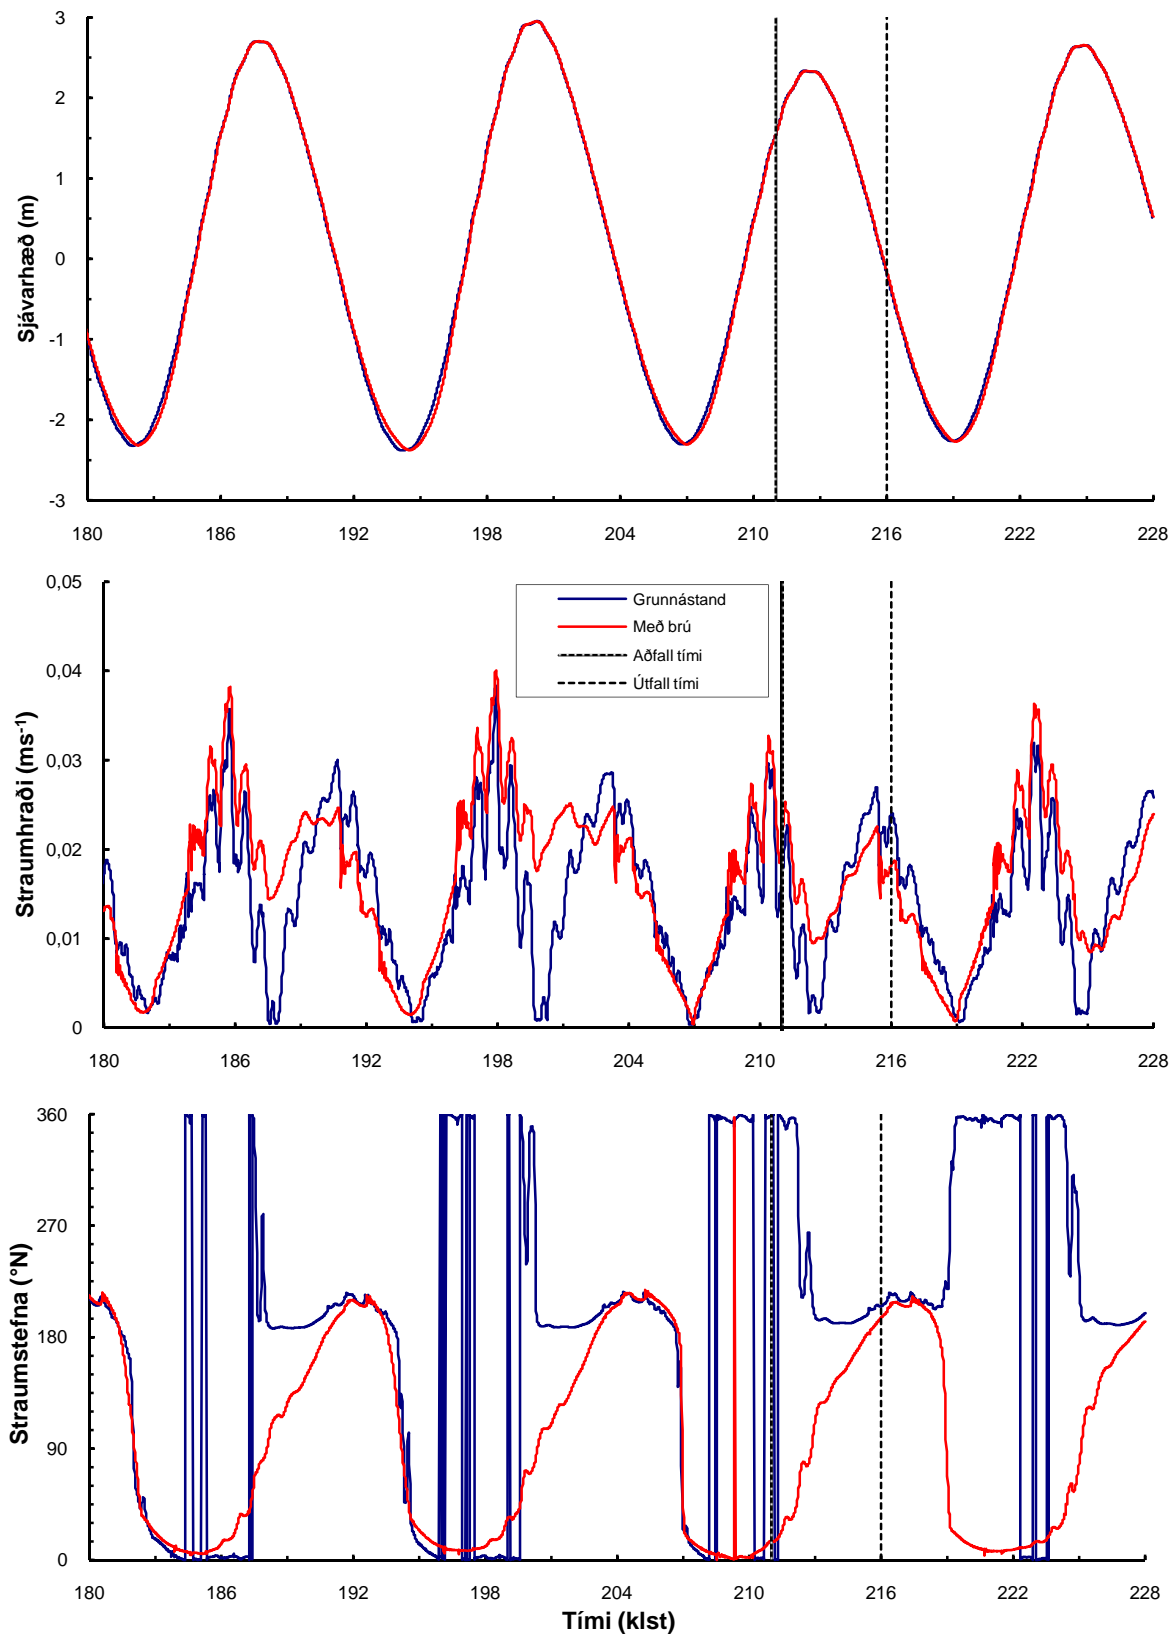 3
2
1
0
-1
-2
-3
Sjávarhæð (m)
180 186 192 198 204 210 216 222 228
0,05
0,04
0,03
0,02
0,01
0
Straumhraði (ms⁻¹)
Grunnástand
Með brú
Aðfall tími
Útfall tími
180 186 192 198 204 210 216 222 228
360
270
180
90
0
Straumstefna (°N)
180 186 192 198 204 210 216 222 228
Tími (klst)